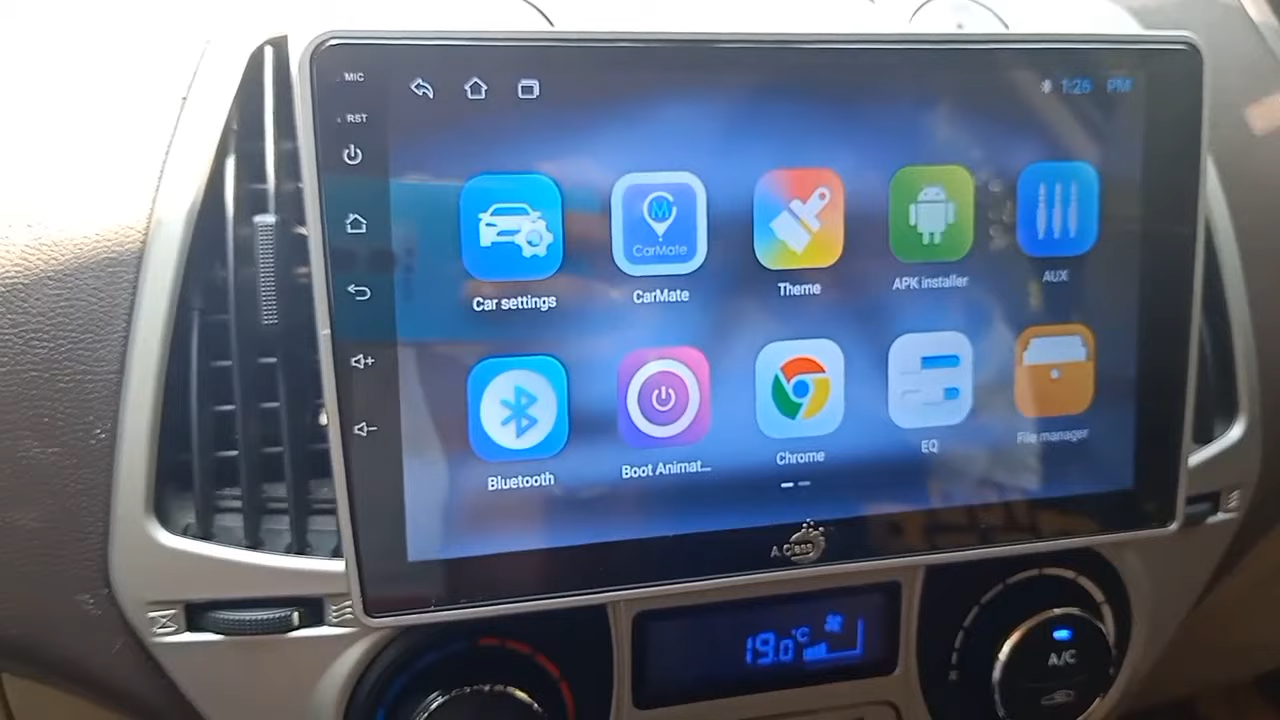 MIC
RST
1:26 PM
M
CarMate
Car settings
CarMate
Theme
APK installer
AUX
Bluetooth
Boot Animat...
Chrome
EQ
File manager
A. Class
19.0°C
A/C